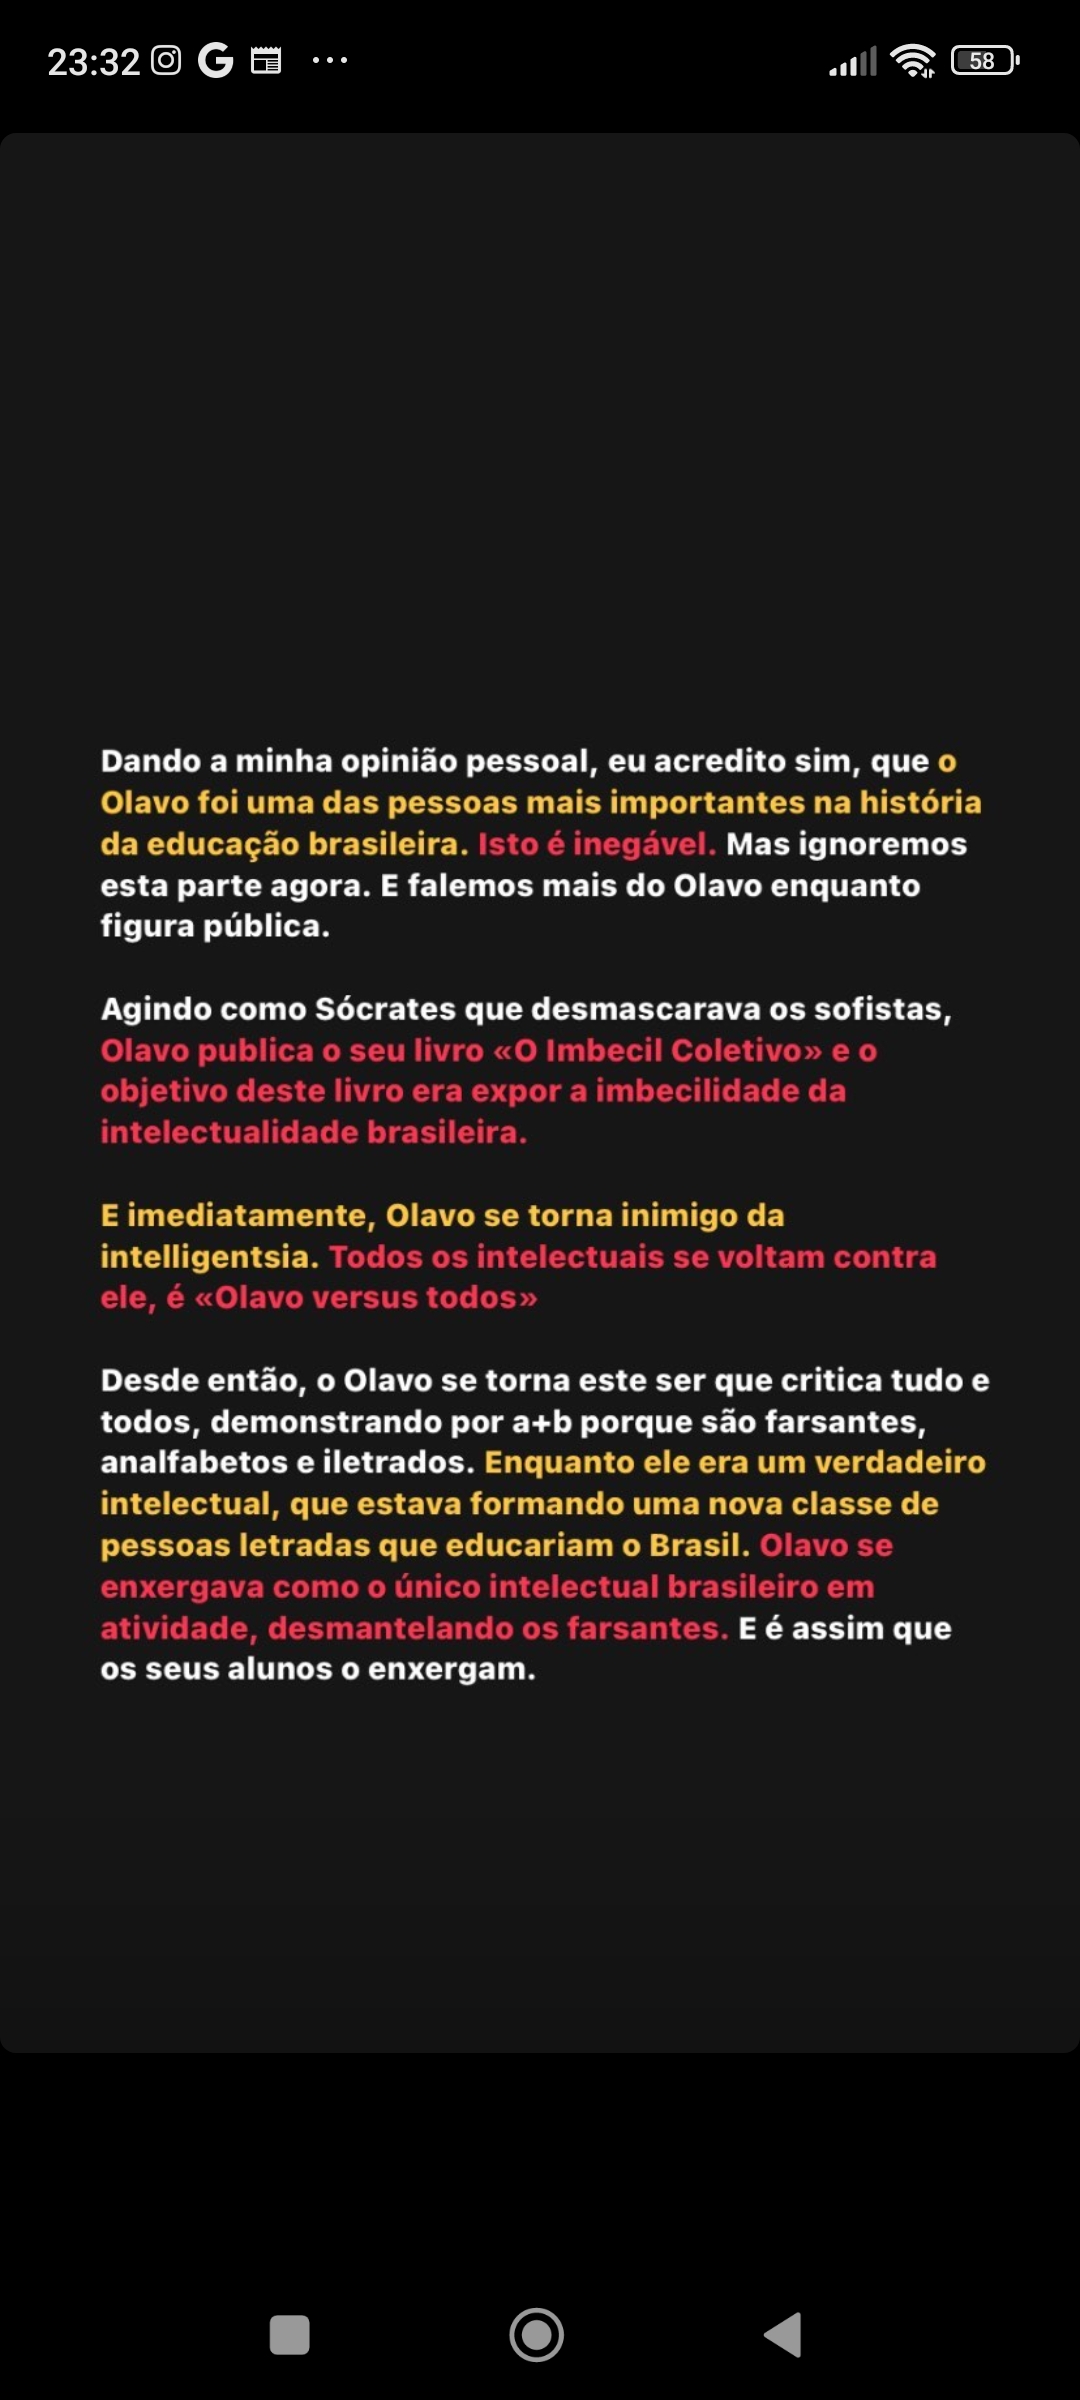 23:32
58
Dando a minha opinião pessoal, eu acredito sim, que o
Olavo foi uma das pessoas mais importantes na história
da educação brasileira. Isto é inegável. Mas ignoremos
esta parte agora. E falemos mais do Olavo enquanto
figura pública.
Agindo como Sócrates que desmascarava os sofistas,
Olavo publica o seu livro «O Imbecil Coletivo» e o
objetivo deste livro era expor a imbecilidade da
intelectualidade brasileira.
E imediatamente, Olavo se torna inimigo da
intelligentsia. Todos os intelectuais se voltam contra
ele, é «Olavo versus todos»
Desde então, o Olavo se torna este ser que critica tudo e
todos, demonstrando por a+b porque são farsantes,
analfabetos e iletrados. Enquanto ele era um verdadeiro
intelectual, que estava formando uma nova classe de
pessoas letradas que educariam o Brasil. Olavo se
enxergava como o único intelectual brasileiro em
atividade, desmantelando os farsantes. E é assim que
os seus alunos o enxergam.